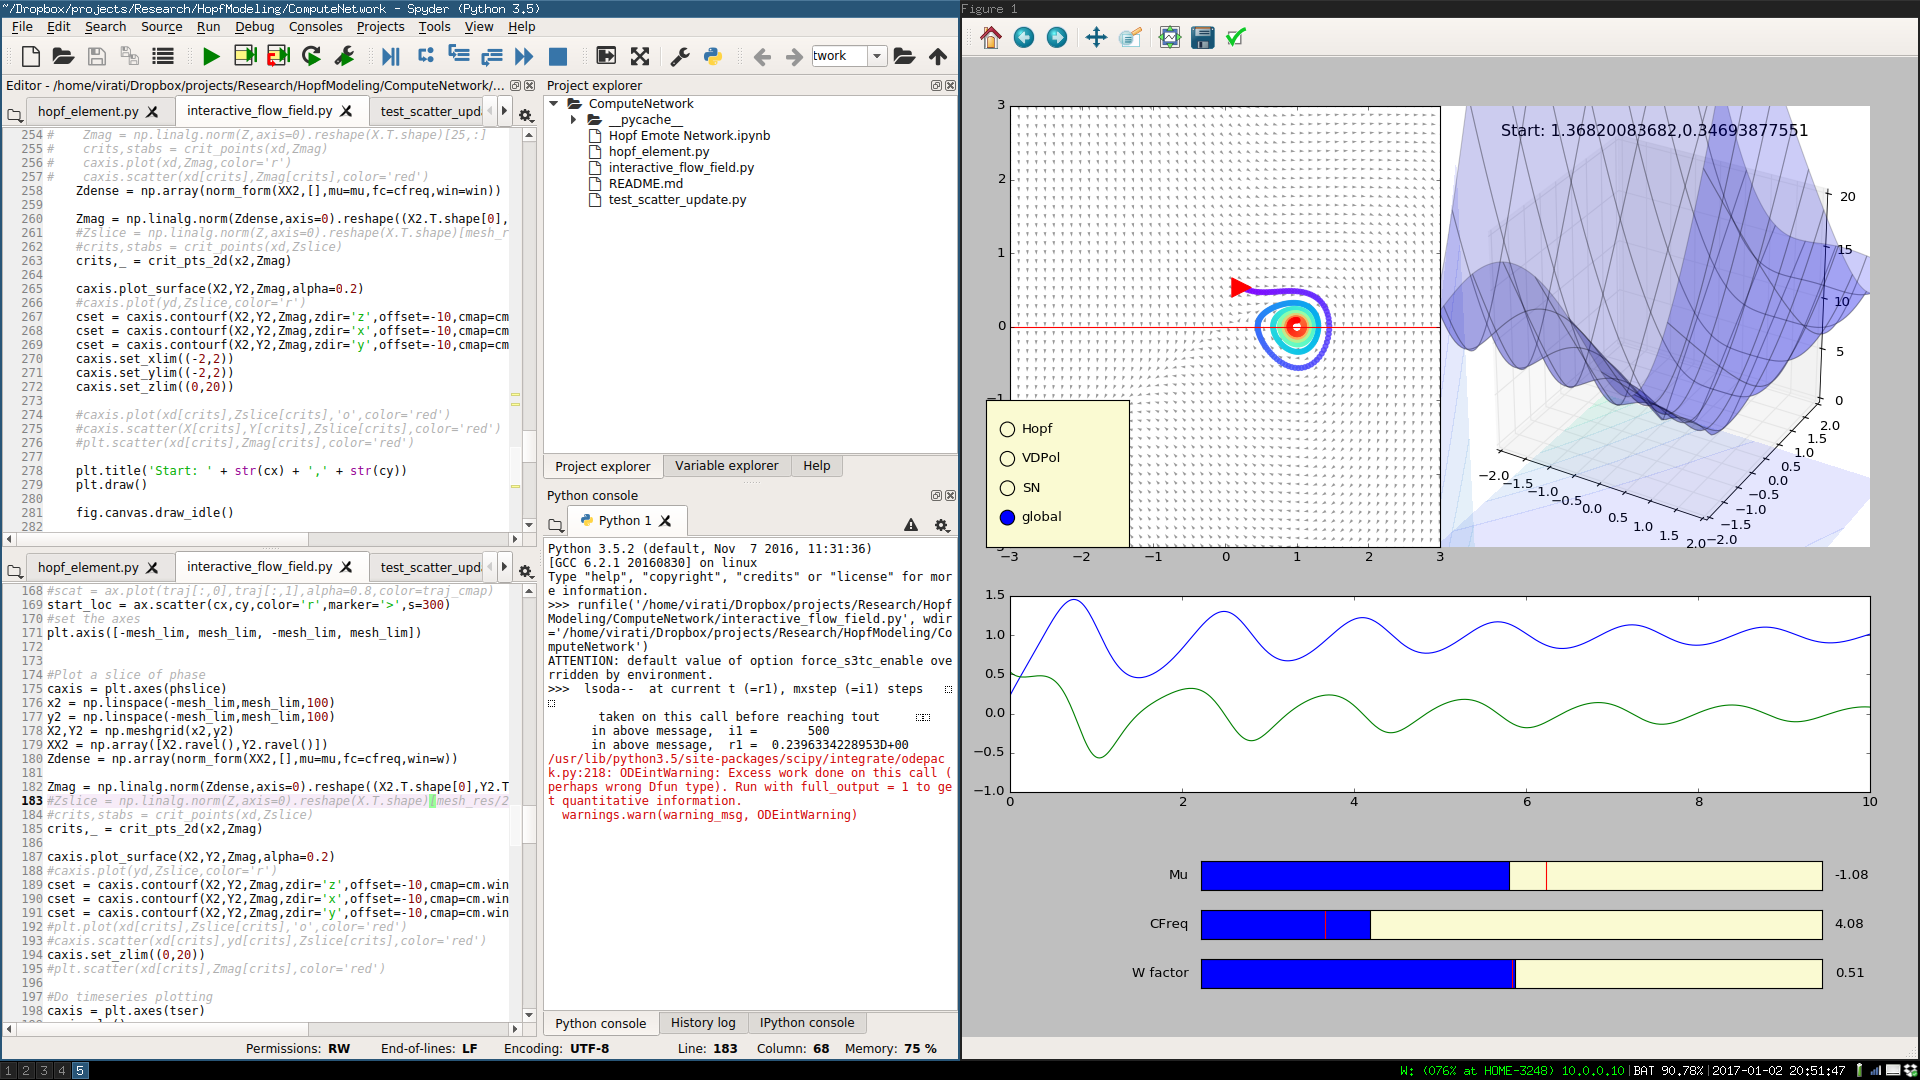 ~/Dropbox/projects/Research/HopfModeling/ComputeNetwork - Spyder (Python 3.5)
File Edit Search Source Run Debug Consoles Projects Tools View Help
twork
Editor - /home/virati/Dropbox/projects/Research/HopfModeling/ComputeNetwork/...
hopf_element.py interactive_flow_field.py test_scatter_upd
254 #    Zmag = np.linalg.norm(Z,axis=0).reshape(X.T.shape)[25,:]
255 #    crits,stabs = crit_points(xd,Zmag)
256 #    caxis.plot(xd,Zmag,color='r')
257 #    caxis.scatter(xd[crits],Zmag[crits],color='red')
258     Zdense = np.array(norm_form(XX2,[],mu=mu,fc=cfreq,win=win))
259
260     Zmag = np.linalg.norm(Zdense,axis=0).reshape((X2.T.shape[0],
261     #Zslice = np.linalg.norm(Z,axis=0).reshape(X.T.shape)[mesh_r
262     #crits,stabs = crit_points(xd,Zslice)
263     crits,_ = crit_pts_2d(x2,Zmag)
264
265     caxis.plot_surface(X2,Y2,Zmag,alpha=0.2)
266     #caxis.plot(yd,Zslice,color='r')
267     cset = caxis.contourf(X2,Y2,Zmag,zdir='z',offset=-10,cmap=cm
268     cset = caxis.contourf(X2,Y2,Zmag,zdir='x',offset=-10,cmap=cm
269     cset = caxis.contourf(X2,Y2,Zmag,zdir='y',offset=-10,cmap=cm
270     caxis.set_xlim((-2,2))
271     caxis.set_ylim((-2,2))
272     caxis.set_zlim((0,20))
273
274     #caxis.plot(xd[crits],Zslice[crits],'o',color='red')
275     #caxis.scatter(X[crits],Y[crits],Zslice[crits],color='red')
276     #plt.scatter(xd[crits],Zmag[crits],color='red')
277
278     plt.title('Start: ' + str(cx) + ',' + str(cy))
279     plt.draw()
280
281     fig.canvas.draw_idle()
282
hopf_element.py interactive_flow_field.py test_scatter_upd
168 #scat = ax.plot(traj[:,0],traj[:,1],alpha=0.8,color=traj_cmap)
169 start_loc = ax.scatter(cx,cy,color='r',marker='>',s=300)
170 #set the axes
171 plt.axis([-mesh_lim, mesh_lim, -mesh_lim, mesh_lim])
172
173
174 #Plot a slice of phase
175 caxis = plt.axes(phslice)
176 x2 = np.linspace(-mesh_lim,mesh_lim,100)
177 y2 = np.linspace(-mesh_lim,mesh_lim,100)
178 X2,Y2 = np.meshgrid(x2,y2)
179 XX2 = np.array([X2.ravel(),Y2.ravel()])
180 Zdense = np.array(norm_form(XX2,[],mu=mu,fc=cfreq,win=w))
181
182 Zmag = np.linalg.norm(Zdense,axis=0).reshape((X2.T.shape[0],Y2.T
183 #Zslice = np.linalg.norm(Z,axis=0).reshape(X.T.shape)[mesh_res/2
184 #crits,stabs = crit_points(xd,Zslice)
185 crits,_ = crit_pts_2d(x2,Zmag)
186
187 caxis.plot_surface(X2,Y2,Zmag,alpha=0.2)
188 #caxis.plot(yd,Zslice,color='r')
189 cset = caxis.contourf(X2,Y2,Zmag,zdir='z',offset=-10,cmap=cm.win
190 cset = caxis.contourf(X2,Y2,Zmag,zdir='x',offset=-10,cmap=cm.win
191 cset = caxis.contourf(X2,Y2,Zmag,zdir='y',offset=-10,cmap=cm.win
192 #plt.plot(xd[crits],Zslice[crits],'o',color='red')
193 #caxis.scatter(xd[crits],yd[crits],Zslice[crits],color='red')
194 caxis.set_zlim((0,20))
195 #plt.scatter(xd[crits],Zmag[crits],color='red')
196
197 #Do timeseries plotting
198 caxis = plt.axes(tser)
Project explorer
ComputeNetwork
__pycache__
Hopf Emote Network.ipynb
hopf_element.py
interactive_flow_field.py
README.md
test_scatter_update.py
Project explorer Variable explorer Help
Python console
Python 1
Python 3.5.2 (default, Nov  7 2016, 11:31:36)
[GCC 6.2.1 20160830] on linux
Type "help", "copyright", "credits" or "license" for mor
e information.
>>> runfile('/home/virati/Dropbox/projects/Research/Hopf
Modeling/ComputeNetwork/interactive_flow_field.py', wdir
='/home/virati/Dropbox/projects/Research/HopfModeling/Co
mputeNetwork')
ATTENTION: default value of option force_s3tc_enable ove
rridden by environment.
>>>  lsoda--  at current t (=r1), mxstep (=i1) steps
taken on this call before reaching tout
in above message,  i1 =       500
in above message,  r1 =  0.2396334228953D+00
/usr/lib/python3.5/site-packages/scipy/integrate/odepac
k.py:218: ODEintWarning: Excess work done on this call (
perhaps wrong Dfun type). Run with full_output = 1 to ge
t quantitative information.
  warnings.warn(warning_msg, ODEintWarning)
Python console History log IPython console
Permissions: RW End-of-lines: LF Encoding: UTF-8 Line: 183 Column: 68 Memory: 75 %
Figure 1
3
2
1
0
−1
−3 −2 −1 0 1 2 3
Hopf
VDPol
SN
global
Start: 1.36820083682,0.34693877551
20
15
10
5
0
−2.0 −1.5 −1.0 −0.5 0.0 0.5 1.0 1.5 2.0
2.0
1.5
1.0
0.5
0.0
−0.5
−1.0
−1.5
−2.0
1.5
1.0
0.5
0.0
−0.5
−1.0
0 2 4 6 8 10
Mu -1.08
CFreq 4.08
W factor 0.51
1 2 3 4 5
W: (076% at HOME-3248) 10.0.0.10|BAT 90.78%|2017-01-02 20:51:47